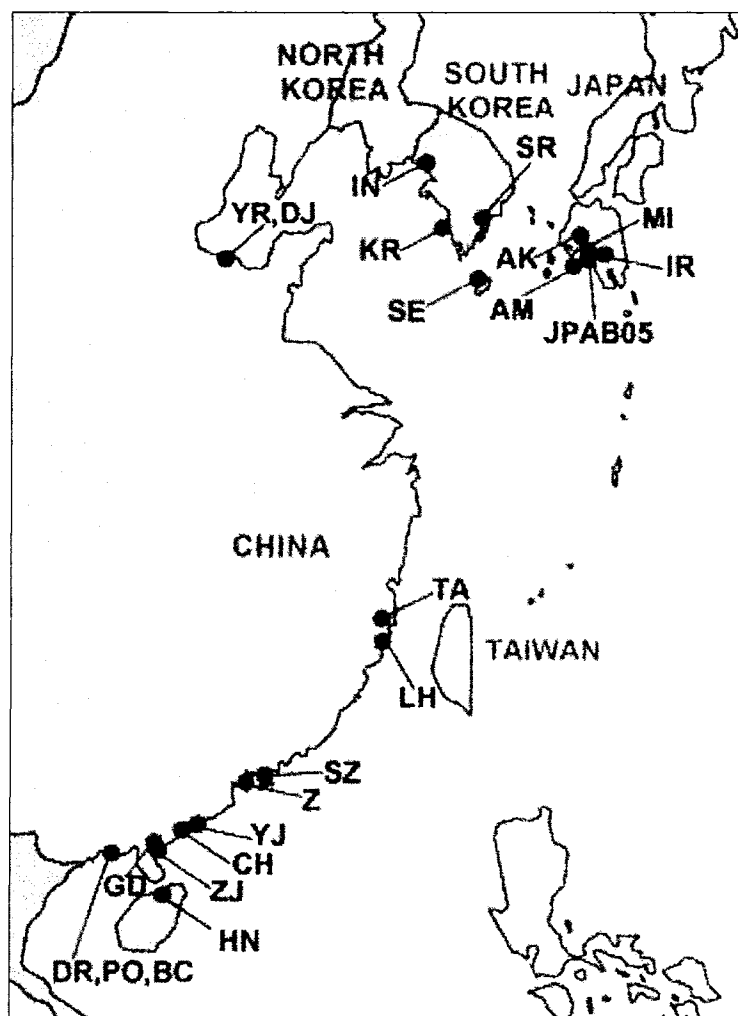 NORTH
KOREA
SOUTH
KOREA
JAPAN
SR
IN
YR,DJ
MI
KR
AK
IR
SE
AM
JPAB05
CHINA
TA
TAIWAN
LH
SZ
Z
YJ
CH
GD
ZJ
HN
DR,PO,BC